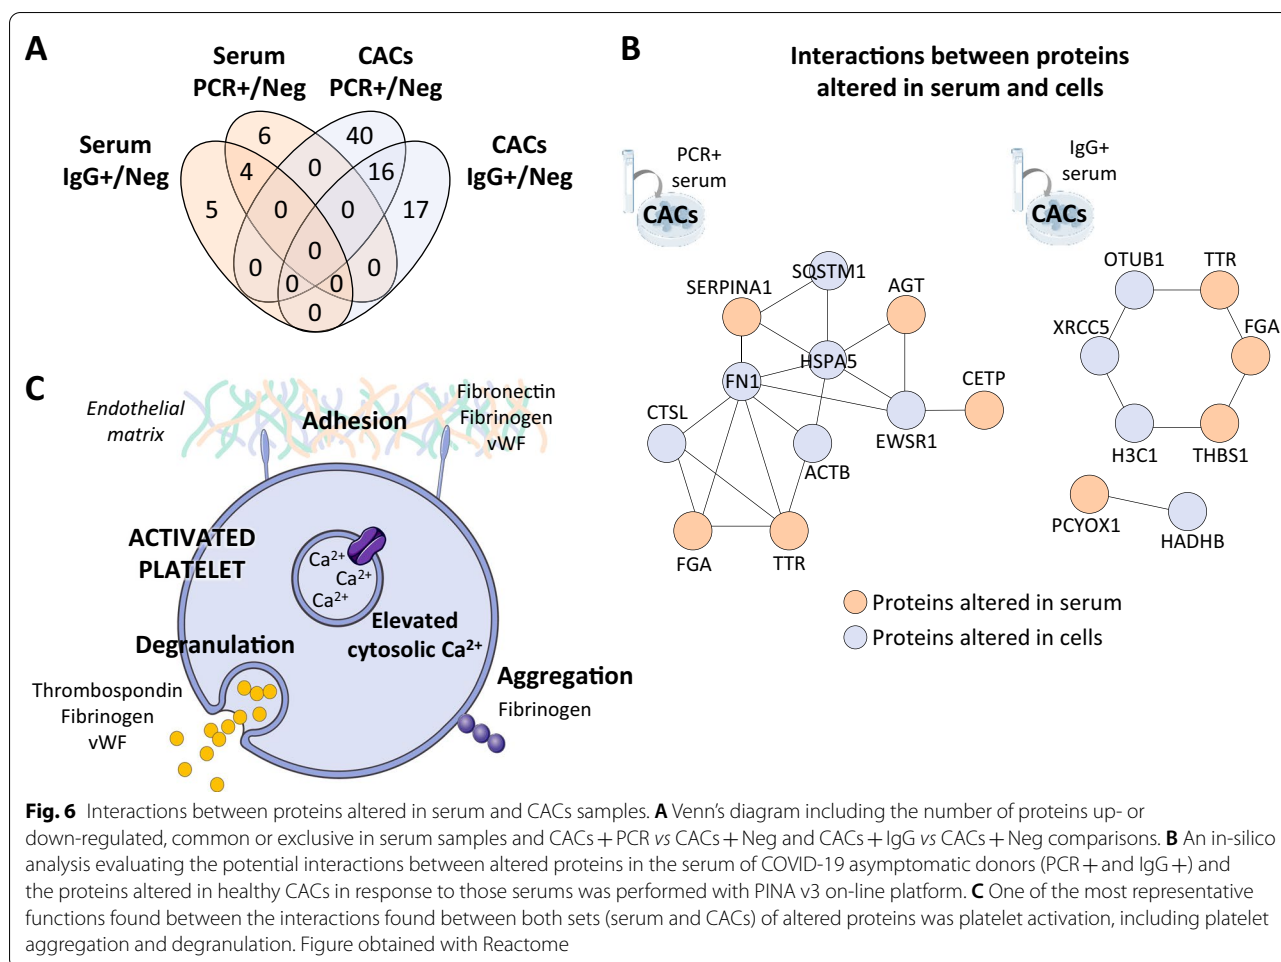 A
Serum
PCR+/Neg
CACs
PCR+/Neg
Serum
IgG+/Neg
CACs
IgG+/Neg
6
40
4
0
16
5
0
0
17
0
0
0
0
0
0
B
Interactions between proteins
altered in serum and cells
PCR+
serum
CACs
IgG+
serum
CACs
SQSTM1
SERPINA1
AGT
HSPA5
FN1
CETP
CTSL
EWSR1
ACTB
FGA
TTR
OTUB1
TTR
XRCC5
FGA
H3C1
THBS1
PCYOX1
HADHB
Proteins altered in serum
Proteins altered in cells
C
Endothelial
matrix
Adhesion
Fibronectin
Fibrinogen
vWF
ACTIVATED
PLATELET
Ca²⁺
Ca²⁺
Ca²⁺
Elevated
cytosolic Ca²⁺
Degranulation
Thrombospondin
Fibrinogen
vWF
Aggregation
Fibrinogen
Fig. 6 Interactions between proteins altered in serum and CACs samples. A Venn’s diagram including the number of proteins up- or
down-regulated, common or exclusive in serum samples and CACs + PCR vs CACs + Neg and CACs + IgG vs CACs + Neg comparisons. B An in-silico
analysis evaluating the potential interactions between altered proteins in the serum of COVID-19 asymptomatic donors (PCR + and IgG +) and
the proteins altered in healthy CACs in response to those serums was performed with PINA v3 on-line platform. C One of the most representative
functions found between the interactions found between both sets (serum and CACs) of altered proteins was platelet activation, including platelet
aggregation and degranulation. Figure obtained with Reactome